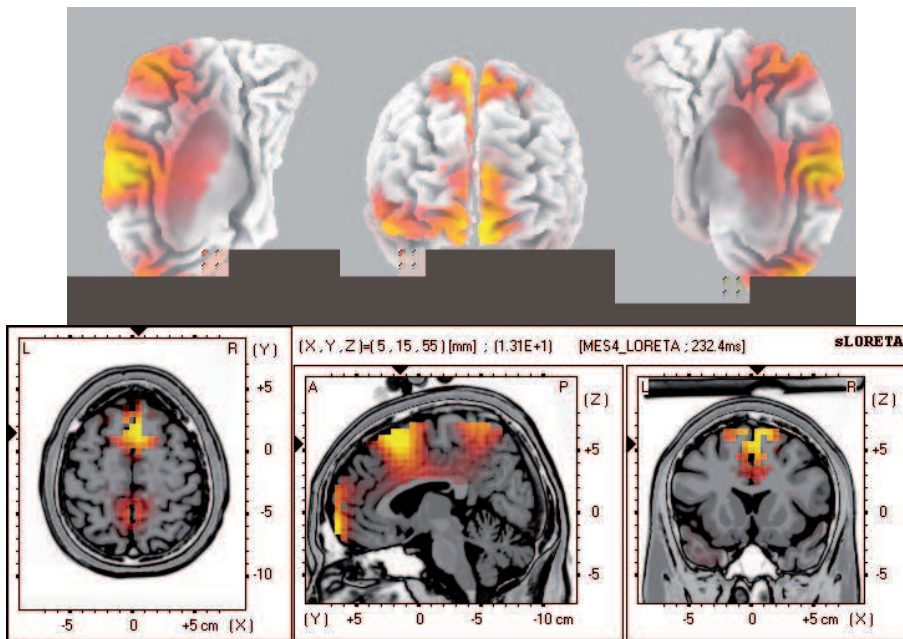 L R (Y) (X,Y,Z)=(5,15,55)[mm] ; (1.31E+1) [MES4_LORETA ; 232.4ms] sLORETA
A P (Z)
L R (Z)
+5
0
-5
-10
-5 0 +5 cm (X)
+5
0
-5
(Y) +5 0 -5 -10 cm
+5
0
-5
-5 0 +5 cm (X)